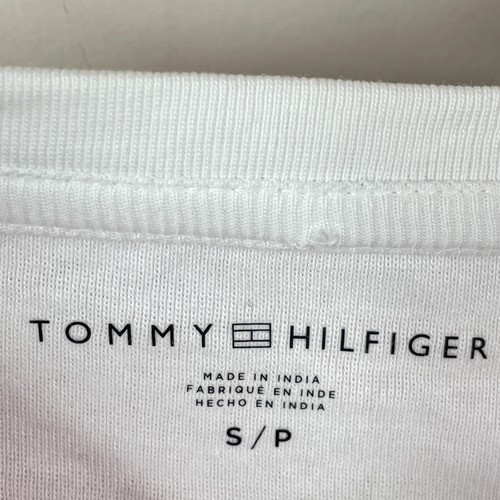 TOMMY HILFIGER
MADE IN INDIA
FABRIQUÉ EN INDE
HECHO EN INDIA
S/P